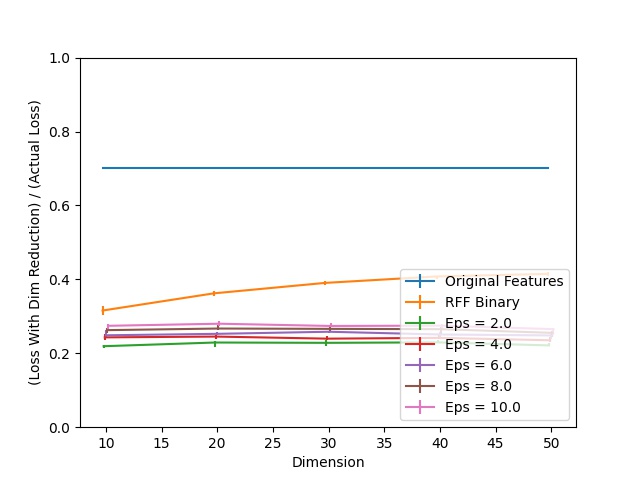 1.0
0.8
0.6
0.4
0.2
0.0
(Loss With Dim Reduction) / (Actual Loss)
Original Features
RFF Binary
Eps = 2.0
Eps = 4.0
Eps = 6.0
Eps = 8.0
Eps = 10.0
10 15 20 25 30 35 40 45 50
Dimension